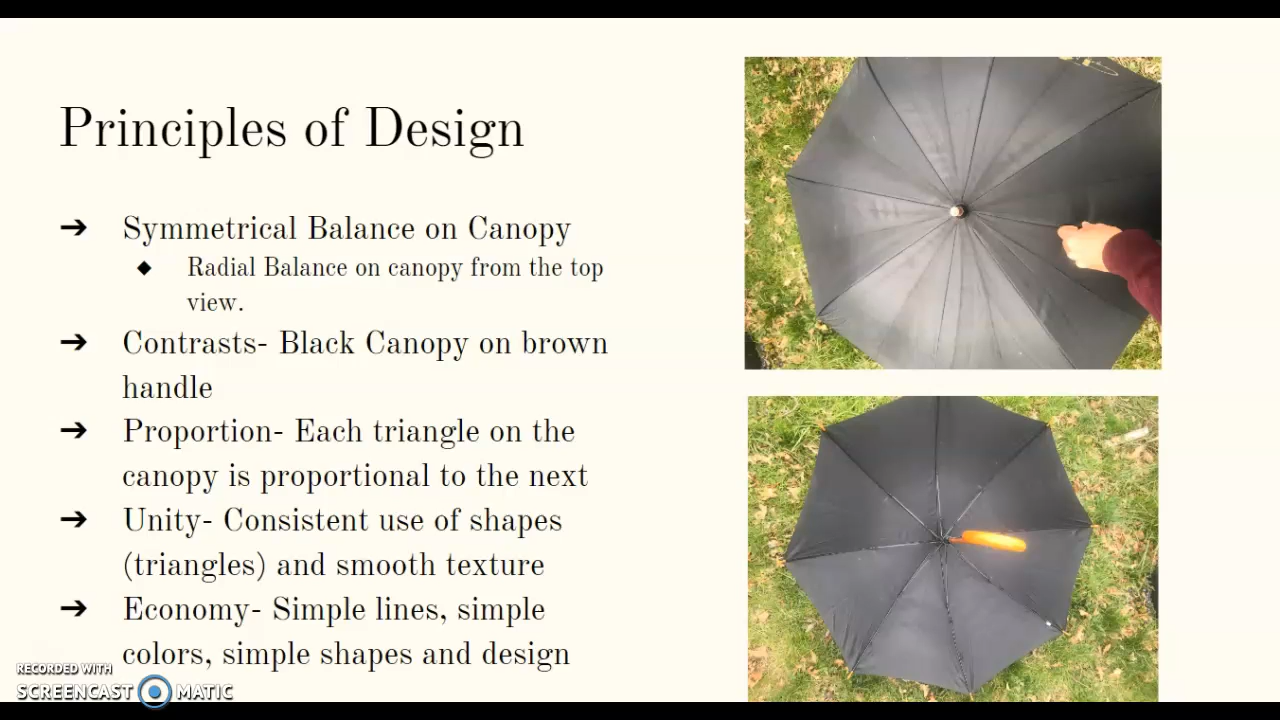 Principles of Design
➔ Symmetrical Balance on Canopy
◆ Radial Balance on canopy from the top
view.
➔ Contrasts- Black Canopy on brown
handle
➔ Proportion- Each triangle on the
canopy is proportional to the next
➔ Unity- Consistent use of shapes
(triangles) and smooth texture
➔ Economy- Simple lines, simple
colors, simple shapes and design
RECORDED WITH
SCREENCAST MATIC